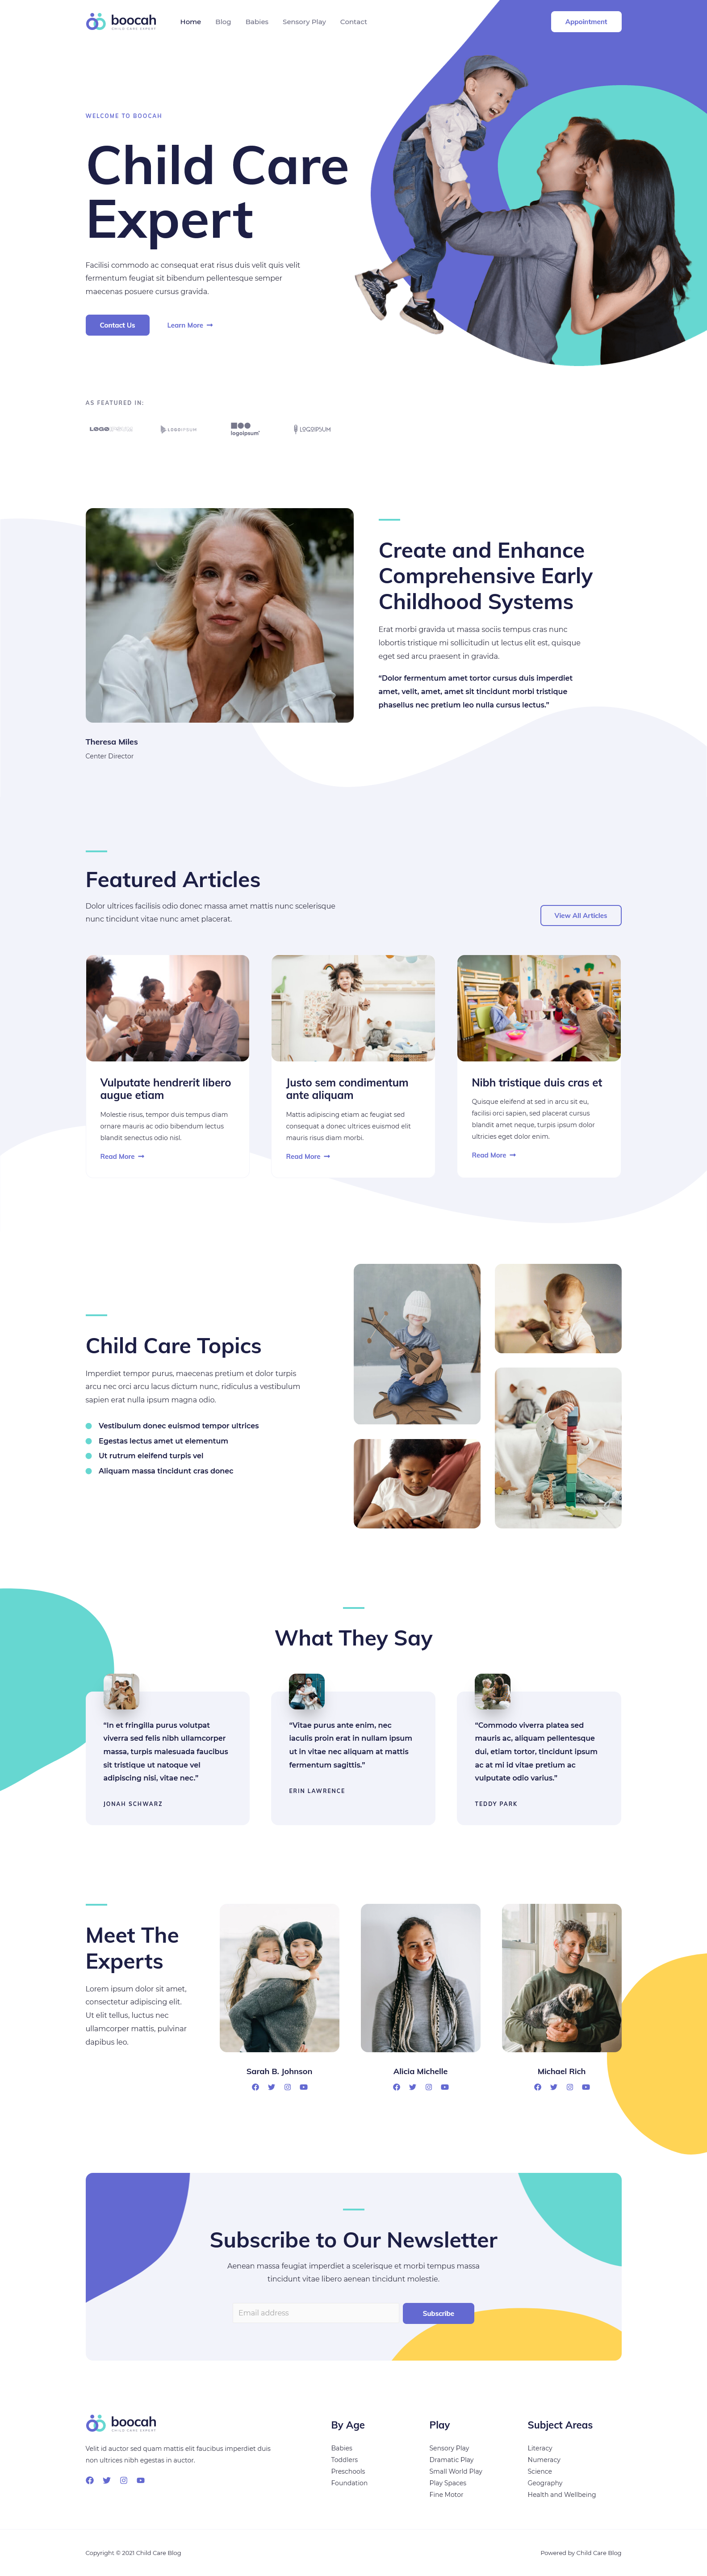 boocah
CHILD CARE EXPERT
Home
Blog
Babies
Sensory Play
Contact
Appointment
WELCOME TO BOOCAH
Child Care
Expert
Facilisi commodo ac consequat erat risus duis velit quis velit
fermentum feugiat sit bibendum pellentesque semper
maecenas posuere cursus gravida.
Contact Us
Learn More
AS FEATURED IN:
LOGOIPSUM
LOGOIPSUM
logoipsum
LOGOIPSUM
Create and Enhance
Comprehensive Early
Childhood Systems
Erat morbi gravida ut massa sociis tempus cras nunc
lobortis tristique mi sollicitudin ut lectus elit est, quisque
eget sed arcu praesent in gravida.
“Dolor fermentum amet tortor cursus duis imperdiet
amet, velit, amet, amet sit tincidunt morbi tristique
phasellus nec pretium leo nulla cursus lectus.”
Theresa Miles
Center Director
Featured Articles
Dolor ultrices facilisis odio donec massa amet mattis nunc scelerisque
nunc tincidunt vitae nunc amet placerat.
View All Articles
Vulputate hendrerit libero
augue etiam
Molestie risus, tempor duis tempus diam
ornare mauris ac odio bibendum lectus
blandit senectus odio nisl.
Read More
Justo sem condimentum
ante aliquam
Mattis adipiscing etiam ac feugiat sed
consequat a donec ultrices euismod elit
mauris risus diam morbi.
Read More
Nibh tristique duis cras et
Quisque eleifend at sed in arcu sit eu,
facilisi orci sapien, sed placerat cursus
blandit amet neque, turpis ipsum dolor
ultricies eget dolor enim.
Read More
Child Care Topics
Imperdiet tempor purus, maecenas pretium et dolor turpis
arcu nec orci arcu lacus dictum nunc, ridiculus a vestibulum
sapien erat nulla ipsum magna odio.
Vestibulum donec euismod tempor ultrices
Egestas lectus amet ut elementum
Ut rutrum eleifend turpis vel
Aliquam massa tincidunt cras donec
What They Say
“In et fringilla purus volutpat
viverra sed felis nibh ullamcorper
massa, turpis malesuada faucibus
sit tristique ut natoque vel
adipiscing nisi, vitae nec.”
JONAH SCHWARZ
“Vitae purus ante enim, nec
iaculis proin erat in nullam ipsum
ut in vitae nec aliquam at mattis
fermentum sagittis.”
ERIN LAWRENCE
“Commodo viverra platea sed
mauris ac, aliquam pellentesque
dui, etiam tortor, tincidunt ipsum
ac at mi id vitae pretium ac
vulputate odio varius.”
TEDDY PARK
Meet The
Experts
Lorem ipsum dolor sit amet,
consectetur adipiscing elit.
Ut elit tellus, luctus nec
ullamcorper mattis, pulvinar
dapibus leo.
Sarah B. Johnson
Alicia Michelle
Michael Rich
Subscribe to Our Newsletter
Aenean massa feugiat imperdiet a scelerisque et morbi tempus massa
tincidunt vitae libero aenean tincidunt molestie.
Email address
Subscribe
boocah
CHILD CARE EXPERT
Velit id auctor sed quam mattis elit faucibus imperdiet duis
non ultrices nibh egestas in auctor.
By Age
Babies
Toddlers
Preschools
Foundation
Play
Sensory Play
Dramatic Play
Small World Play
Play Spaces
Fine Motor
Subject Areas
Literacy
Numeracy
Science
Geography
Health and Wellbeing
Copyright © 2021 Child Care Blog
Powered by Child Care Blog